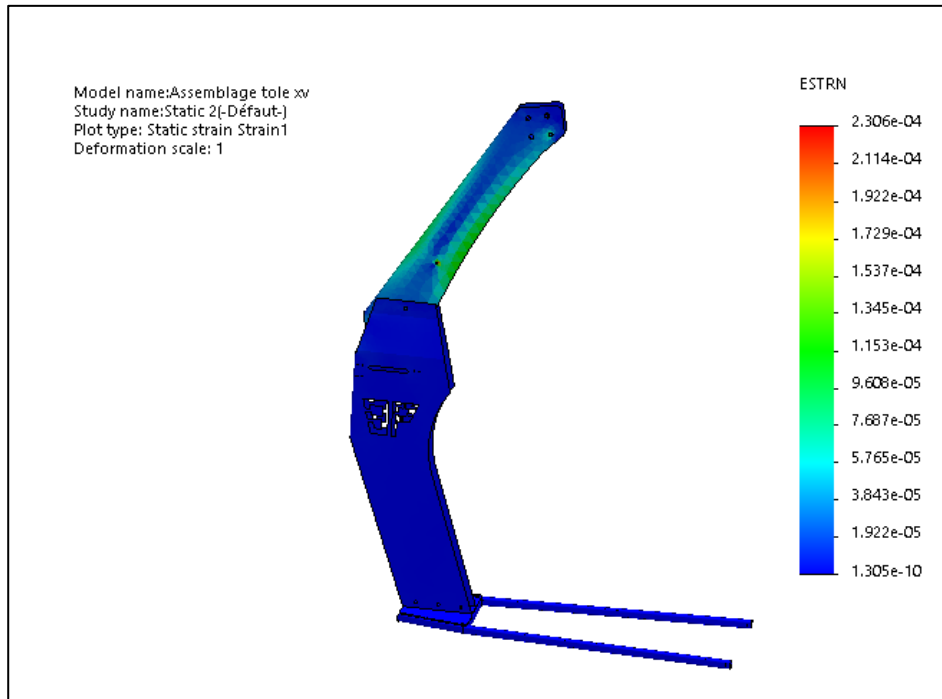 Model name:Assemblage tole xv
Study name:Static 2(-Défaut-)
Plot type: Static strain Strain1
Deformation scale: 1
ESTRN
2.306e-04
2.114e-04
1.922e-04
1.729e-04
1.537e-04
1.345e-04
1.153e-04
9.608e-05
7.687e-05
5.765e-05
3.843e-05
1.922e-05
1.305e-10